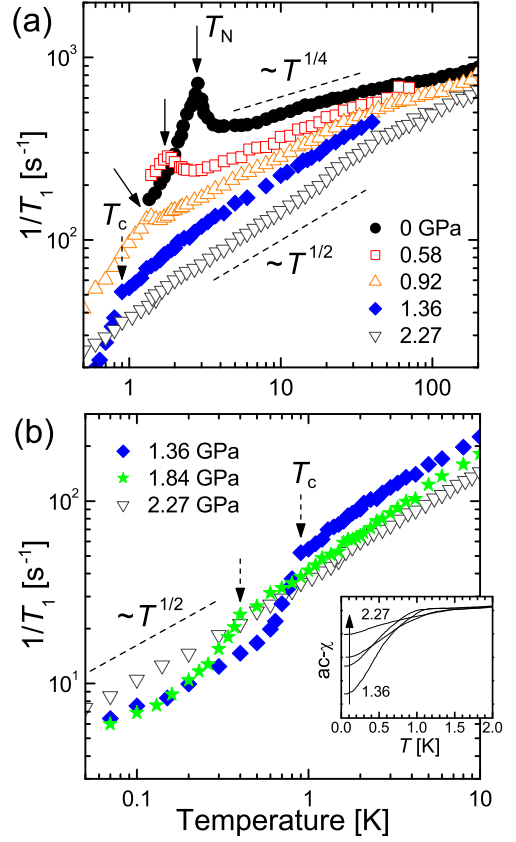 (a)
T_N
~ T^{1/4}
10^3
1/T_1 [s^{-1}]
T_c
10^2
~ T^{1/2}
0 GPa
0.58
0.92
1.36
2.27
1 10 100
(b)
1.36 GPa
1.84 GPa
2.27 GPa
T_c
10^2
1/T_1 [s^{-1}]
~ T^{1/2}
10^1
2.27
ac-χ
1.36
0.0 0.5 1.0 2.0
T [K]
0.1 1 10
Temperature [K]